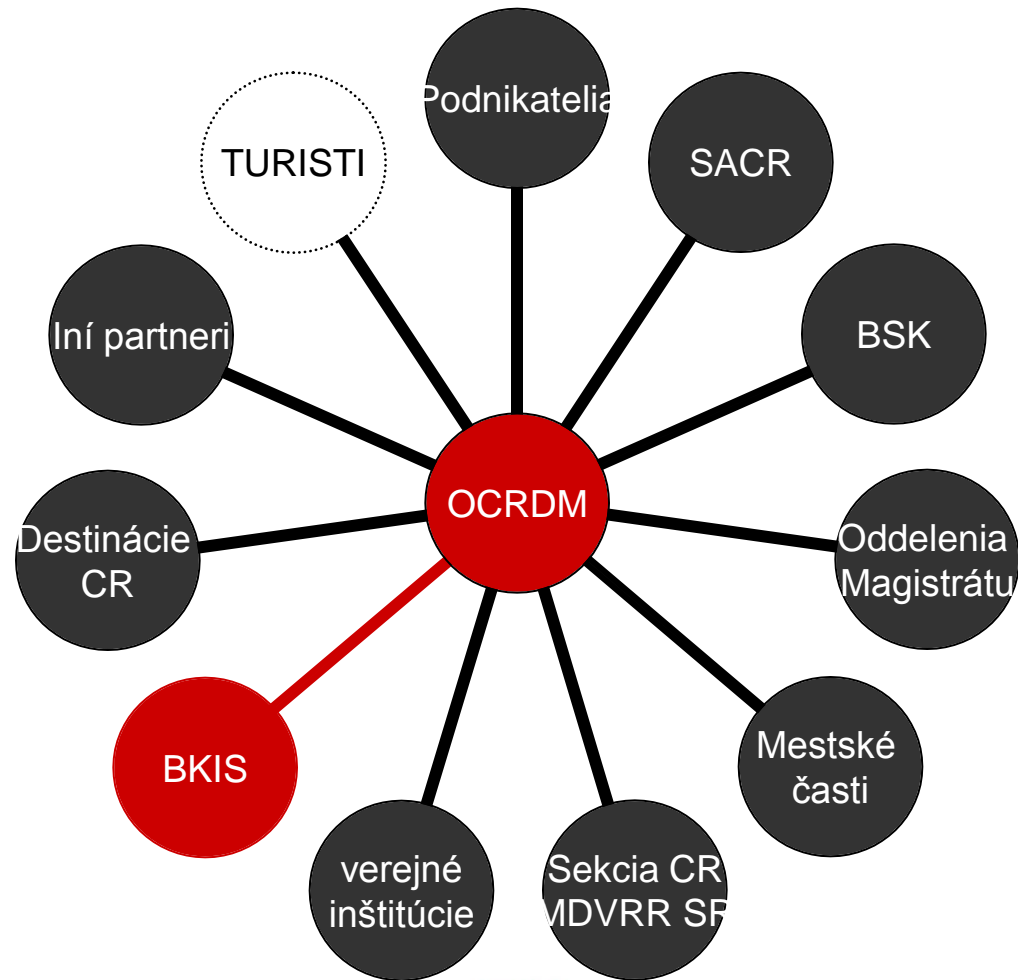 Podnikatelia
TURISTI
SACR
Iní partneri
BSK
OCRDM
Destinácie
CR
Oddelenia
Magistrátu
BKIS
Mestské
časti
verejné
inštitúcie
Sekcia CR
MDVRR SR